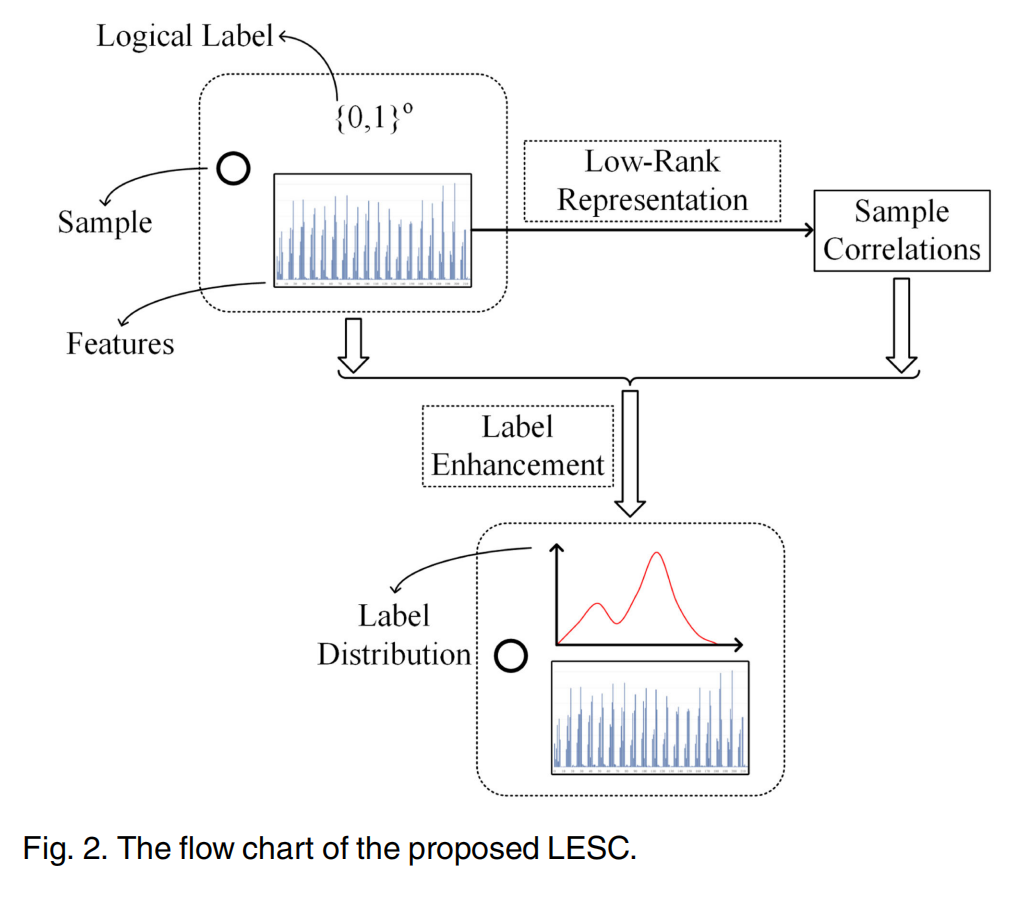 Logical Label
{0,1}º
Low-Rank
Representation
Sample
Correlations
Sample
Features
Label
Enhancement
Label
Distribution
Fig. 2. The flow chart of the proposed LESC.